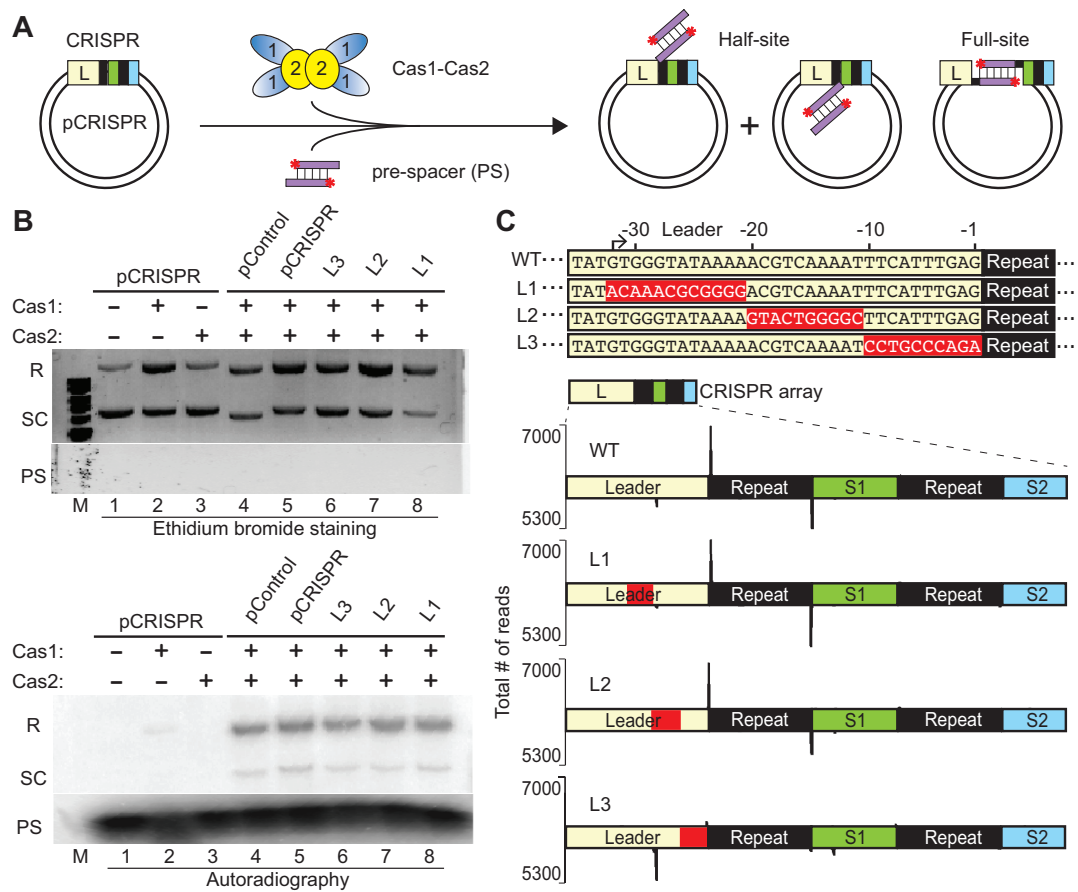 A
CRISPR
L
pCRISPR
1 1
2 2
1 1
Cas1-Cas2
pre-spacer (PS)
Half-site
Full-site
L
+
L
L
B
pCRISPR
pControl
pCRISPR
L3
L2
L1
Cas1: – + – + + + + +
Cas2: – – + + + + + +
R
SC
PS
M 1 2 3 4 5 6 7 8
Ethidium bromide staining
pCRISPR
pControl
pCRISPR
L3
L2
L1
Cas1: – + – + + + + +
Cas2: – – + + + + + +
R
SC
PS
M 1 2 3 4 5 6 7 8
Autoradiography
C
-30 Leader -20 -10 -1
WT··· TATGTGGGTATAAAAACGTCAAAATTTCATTTGAG Repeat ···
L1··· TATACAAACGCGGGGACGTCAAAATTTCATTTGAG Repeat ···
L2··· TATGTGGGTATAAAAGTACTGGGGCTTCATTTGAG Repeat ···
L3··· TATGTGGGTATAAAAACGTCAAAATCCTGCCCAGA Repeat ···
L CRISPR array
Total # of reads
7000
WT
Leader Repeat S1 Repeat S2
5300
7000
L1
Leader Repeat S1 Repeat S2
5300
7000
L2
Leader Repeat S1 Repeat S2
5300
7000
L3
Leader Repeat S1 Repeat S2
5300